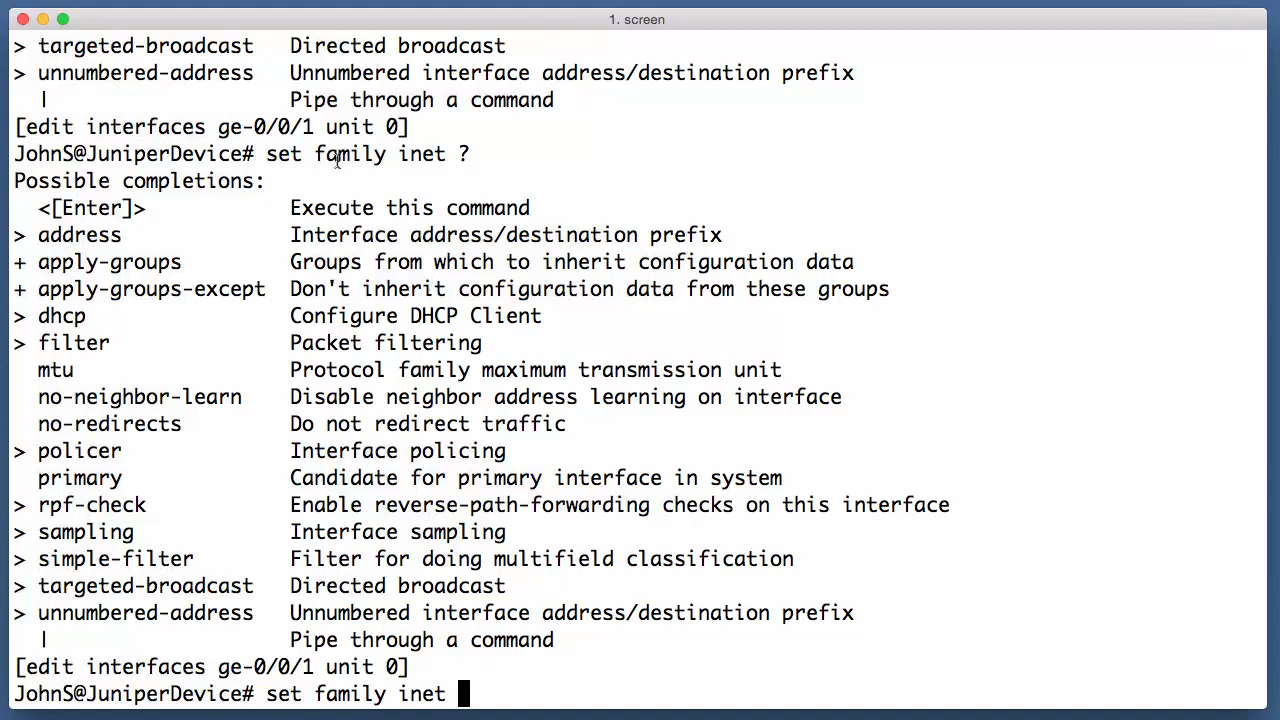 1. screen
> targeted-broadcast   Directed broadcast
> unnumbered-address   Unnumbered interface address/destination prefix
  |                    Pipe through a command
[edit interfaces ge-0/0/1 unit 0]
JohnS@JuniperDevice# set family inet ?
Possible completions:
  <[Enter]>            Execute this command
> address              Interface address/destination prefix
+ apply-groups         Groups from which to inherit configuration data
+ apply-groups-except  Don't inherit configuration data from these groups
> dhcp                 Configure DHCP Client
> filter               Packet filtering
  mtu                  Protocol family maximum transmission unit
  no-neighbor-learn    Disable neighbor address learning on interface
  no-redirects         Do not redirect traffic
> policer              Interface policing
  primary              Candidate for primary interface in system
> rpf-check            Enable reverse-path-forwarding checks on this interface
> sampling             Interface sampling
> simple-filter        Filter for doing multifield classification
> targeted-broadcast   Directed broadcast
> unnumbered-address   Unnumbered interface address/destination prefix
  |                    Pipe through a command
[edit interfaces ge-0/0/1 unit 0]
JohnS@JuniperDevice# set family inet